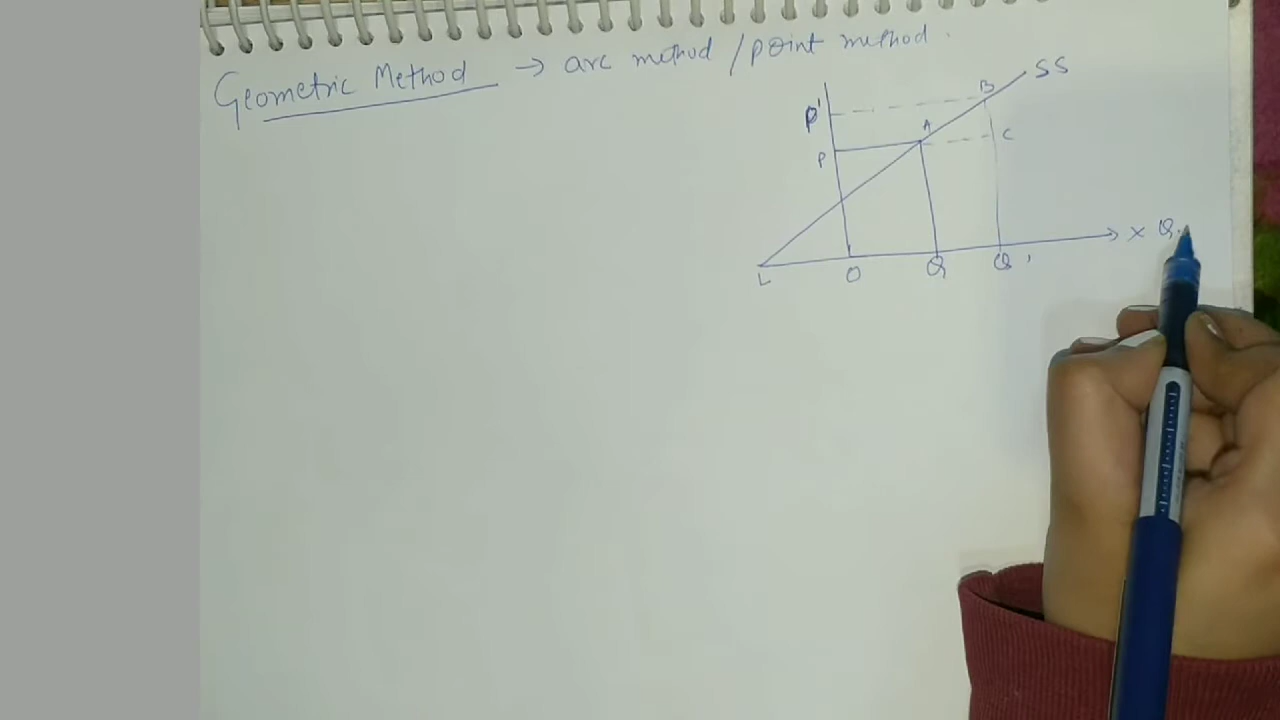 Geometric Method → arc method / point method.
SS
B
P'
A
C
P
X Q.
L O Q Q'